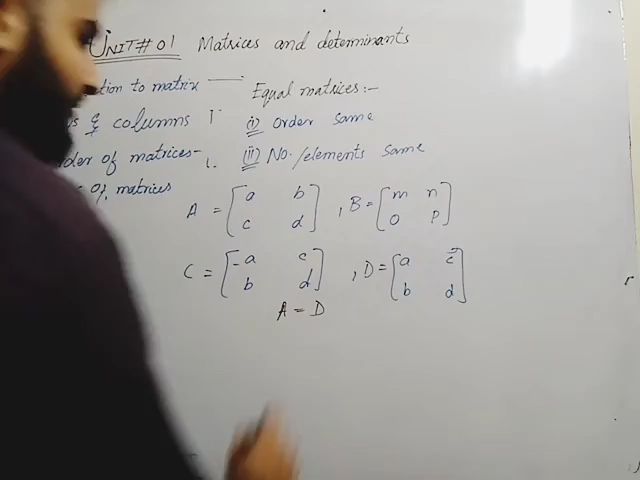 UNIT # 01 Matrices and determinants
tion to matrix
& columns
der of matrices
of matrices
Equal matrices:-
(i) Order same
(ii) No./elements same
A = [a b
c d] , B = [m n
o p]
C = [-a c
b d] , D = [a c
b d]
A = D